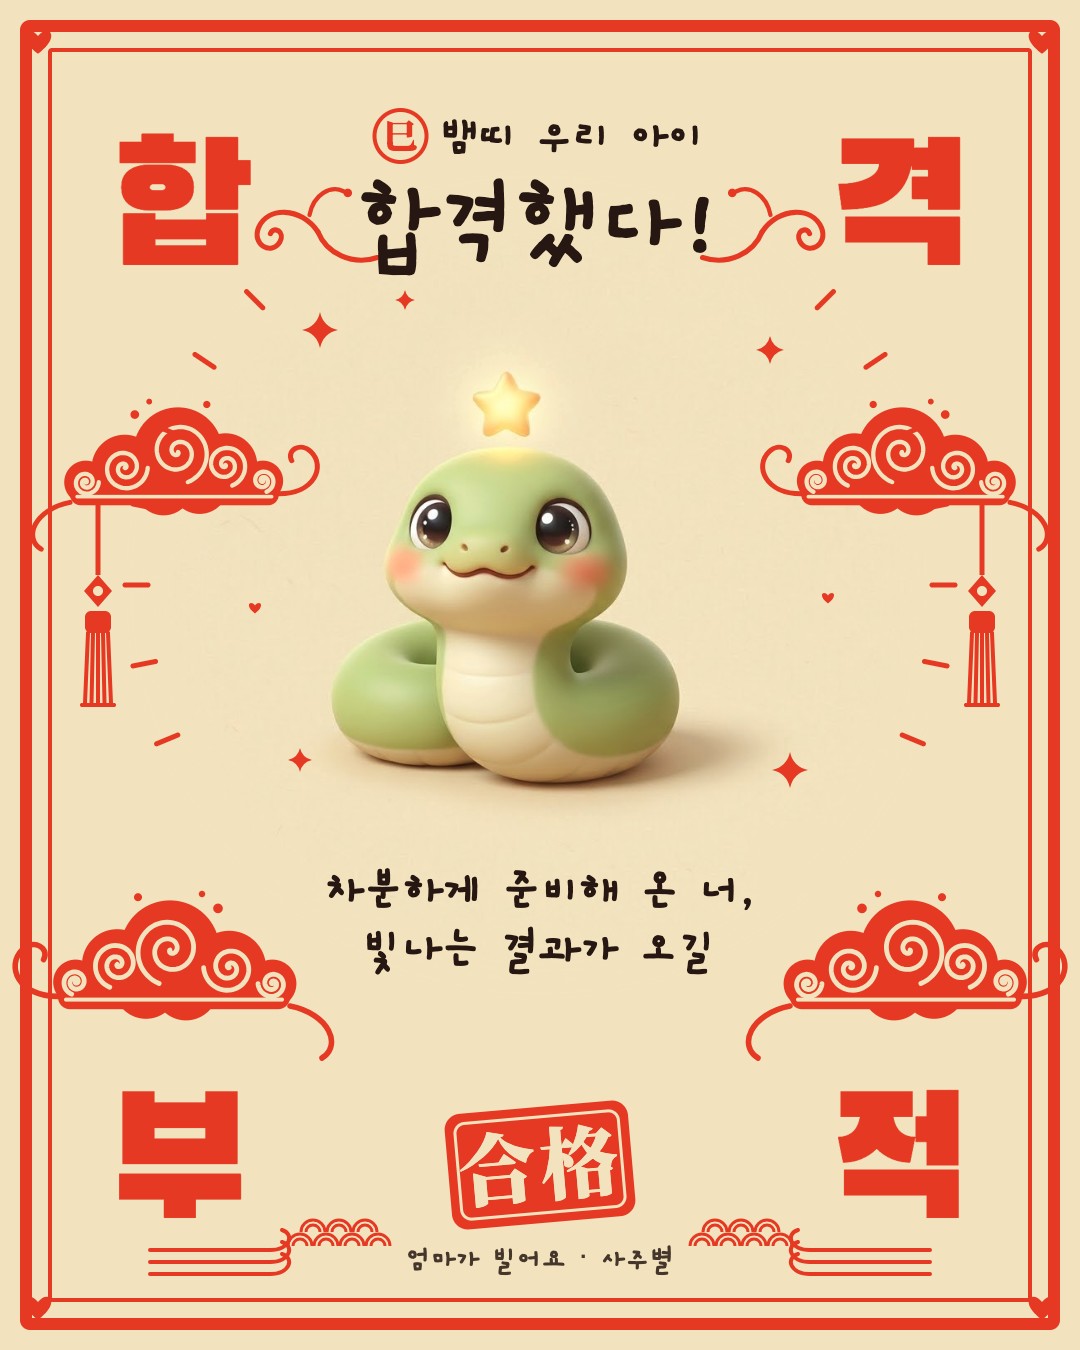 합 격
巳 뱀띠 우리 아이
합격했다!
차분하게 준비해 온 너,
빛나는 결과가 오길
부 적
合格
엄마가 빌어요 · 사주별